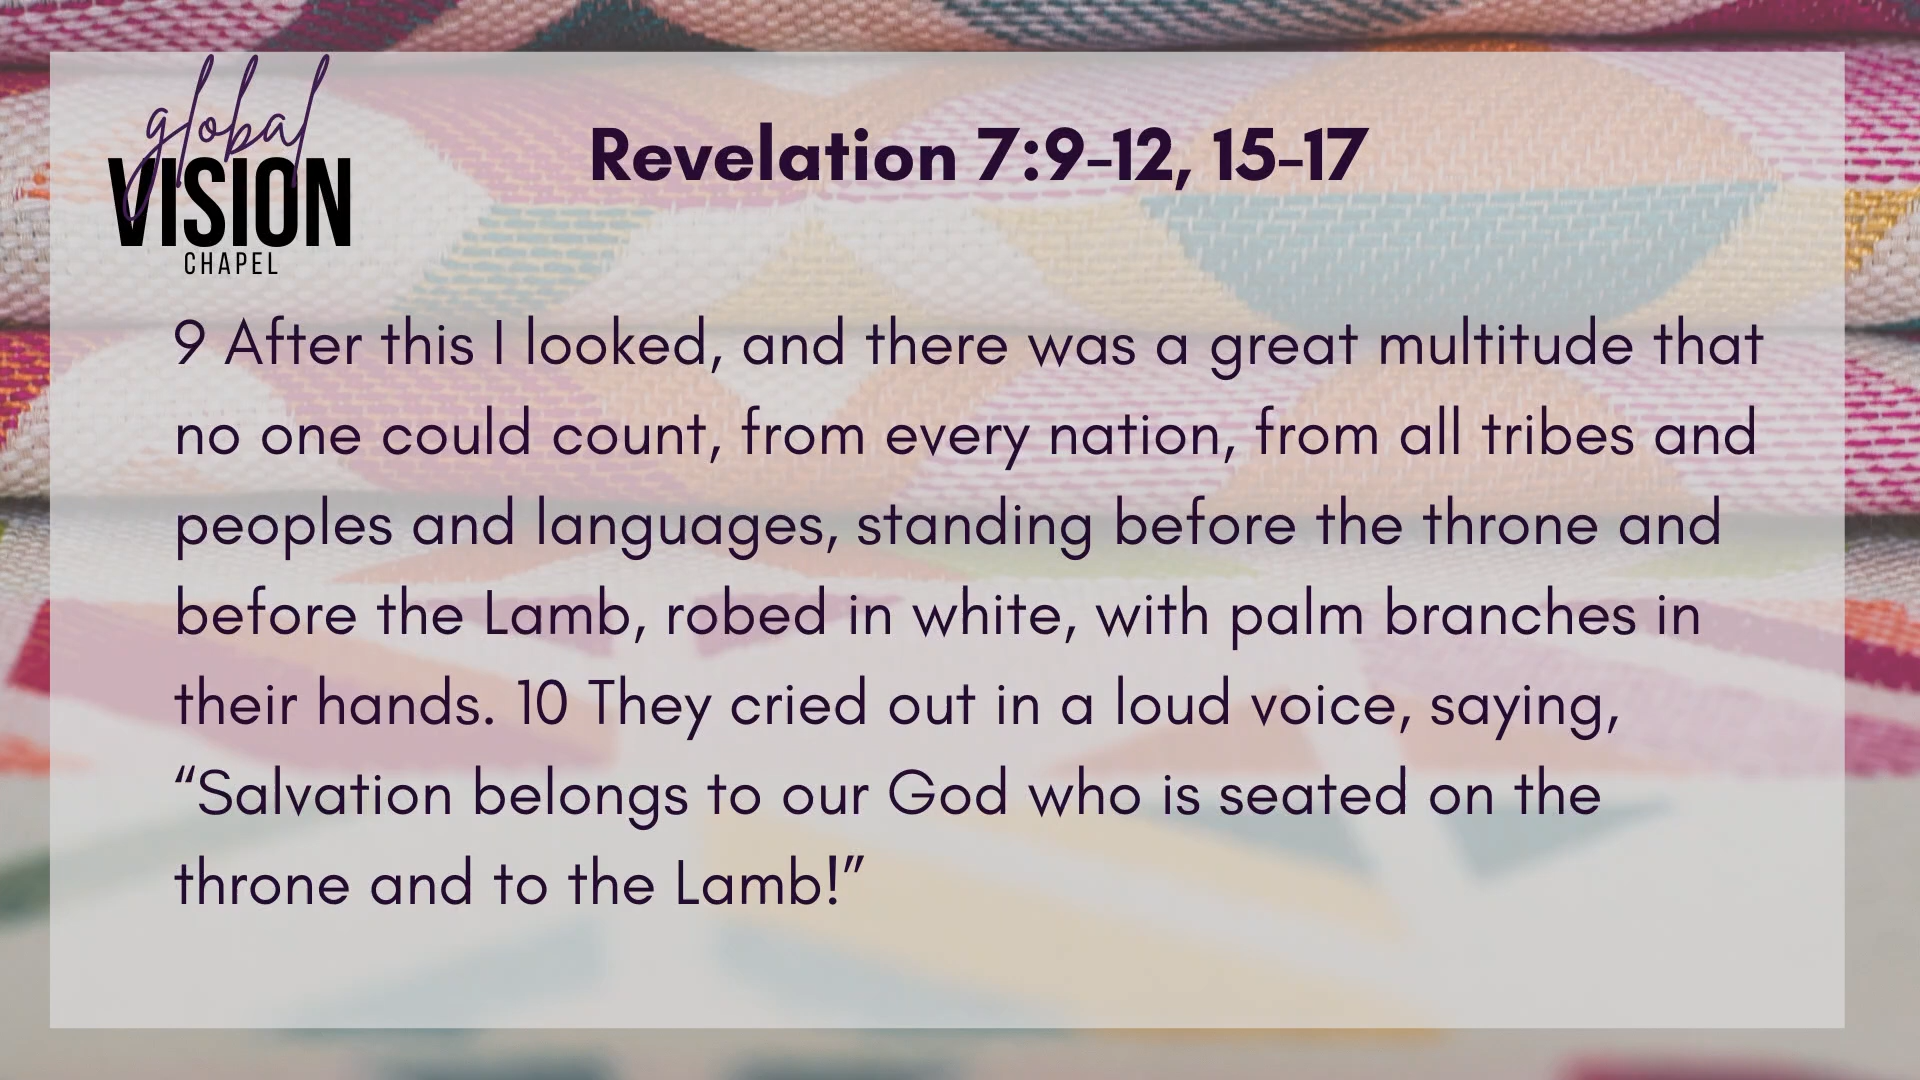 global
VISION
CHAPEL
Revelation 7:9-12, 15-17
9 After this I looked, and there was a great multitude that
no one could count, from every nation, from all tribes and
peoples and languages, standing before the throne and
before the Lamb, robed in white, with palm branches in
their hands. 10 They cried out in a loud voice, saying,
“Salvation belongs to our God who is seated on the
throne and to the Lamb!”